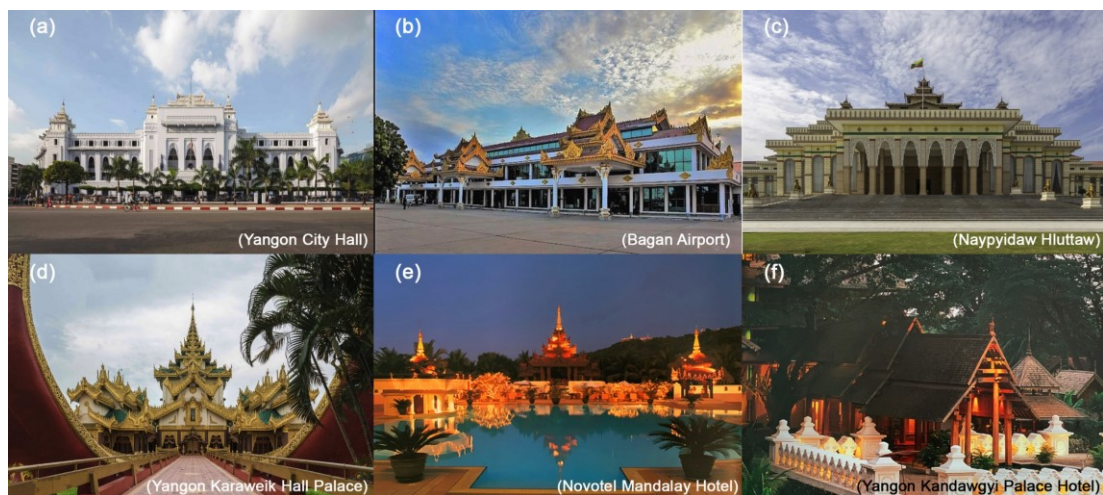 (a)
(b)
(c)
(Yangon City Hall)
(Bagan Airport)
(Naypyidaw Hluttaw)
(d)
(e)
(f)
(Yangon Karaweik Hall Palace)
(Novotel Mandalay Hotel)
(Yangon Kandawgyi Palace Hotel)